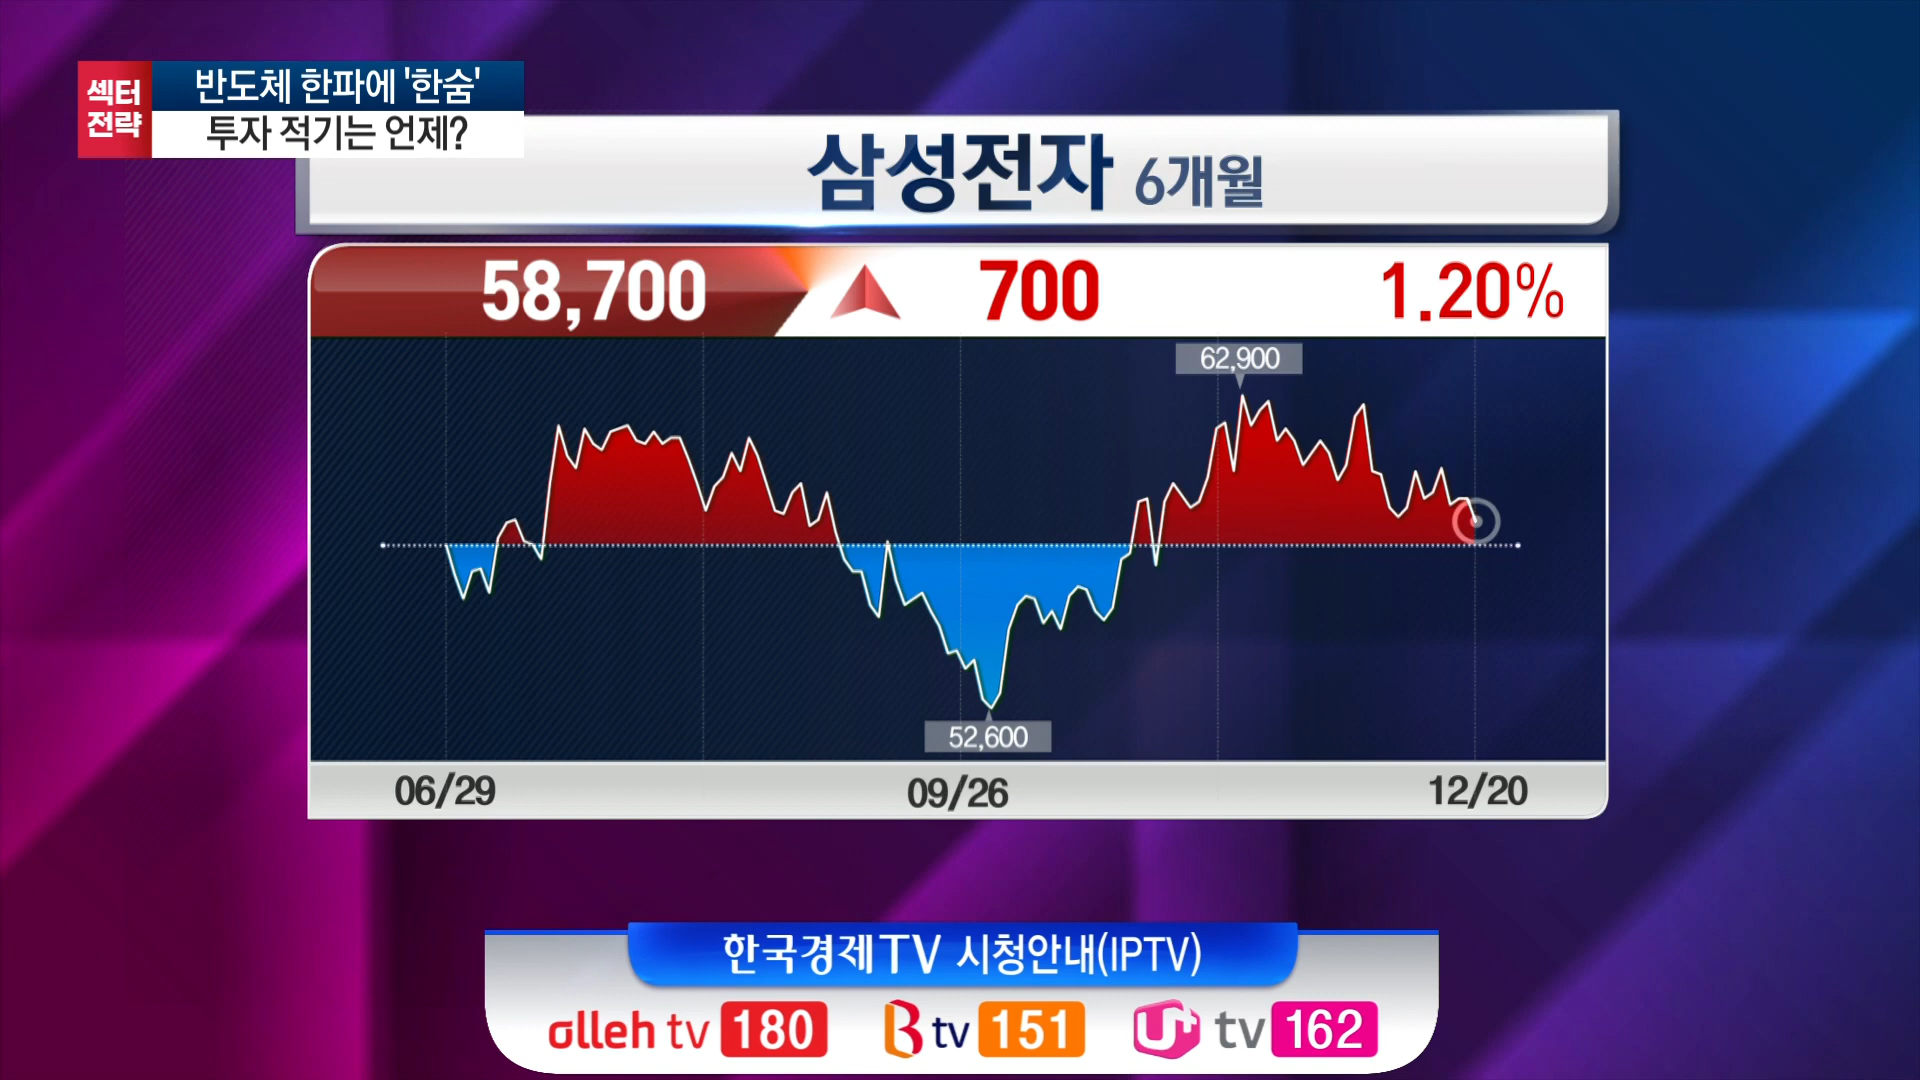 섹터
전략
반도체 한파에 '한숨'
투자 적기는 언제?
삼성전자 6개월
58,700 700 1.20%
62,900
52,600
06/29 09/26 12/20
한국경제TV 시청안내(IPTV)
olleh tv 180 B tv 151 U+ tv 162